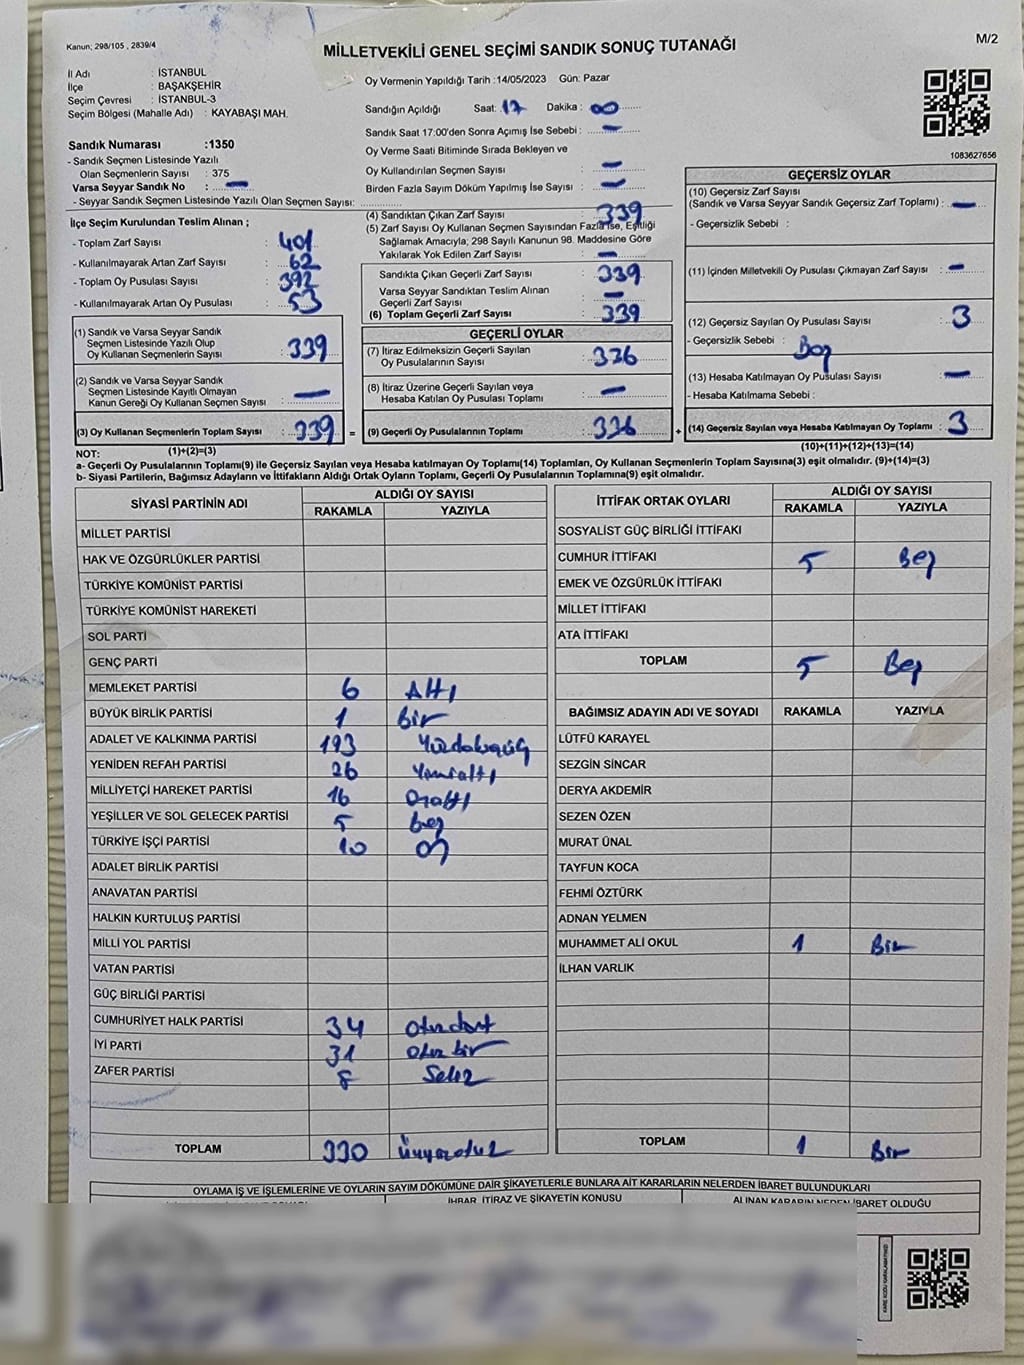 Kanun; 298/105 , 2839/4
MİLLETVEKİLİ GENEL SEÇİMİ SANDIK SONUÇ TUTANAĞI
M/2
İl Adı : İSTANBUL
İlçe : BAŞAKŞEHİR
Seçim Çevresi : İSTANBUL-3
Seçim Bölgesi (Mahalle Adı) : KAYABAŞI MAH.
Sandık Numarası :1350
- Sandık Seçmen Listesinde Yazılı
Olan Seçmenlerin Sayısı : 375
Varsa Seyyar Sandık No : —
- Seyyar Sandık Seçmen Listesinde Yazılı Olan Seçmen Sayısı:
Oy Vermenin Yapıldığı Tarih :14/05/2023 Gün: Pazar
Sandığın Açıldığı Saat: 17 Dakika : 00
Sandık Saat 17:00'den Sonra Açımış İse Sebebi : —
Oy Verme Saati Bitiminde Sırada Bekleyen ve
Oy Kullandırılan Seçmen Sayısı : —
Birden Fazla Sayım Döküm Yapılmış İse Sayısı : —
1083627656
İlçe Seçim Kurulundan Teslim Alınan ;
- Toplam Zarf Sayısı : 401
- Kullanılmayarak Artan Zarf Sayısı : 62
- Toplam Oy Pusulası Sayısı : 392
- Kullanılmayarak Artan Oy Pusulası : 53
(1) Sandık ve Varsa Seyyar Sandık
Seçmen Listesinde Yazılı Olup
Oy Kullanan Seçmenlerin Sayısı : 339
(2) Sandık ve Varsa Seyyar Sandık
Seçmen Listesinde Kayıtlı Olmayan
Kanun Gereği Oy Kullanan Seçmen Sayısı : —
(3) Oy Kullanan Seçmenlerin Toplam Sayısı : 339 =
(4) Sandıktan Çıkan Zarf Sayısı : 339
(5) Zarf Sayısı Oy Kullanan Seçmen Sayısından Fazla İse, Eşitliği
Sağlamak Amacıyla; 298 Sayılı Kanunun 98. Maddesine Göre
Yakılarak Yok Edilen Zarf Sayısı : —
Sandıkta Çıkan Geçerli Zarf Sayısı : 339
Varsa Seyyar Sandıktan Teslim Alınan
Geçerli Zarf Sayısı : —
(6) Toplam Geçerli Zarf Sayısı : 339
GEÇERLİ OYLAR
(7) İtiraz Edilmeksizin Geçerli Sayılan
Oy Pusulalarının Sayısı : 336
(8) İtiraz Üzerine Geçerli Sayılan veya
Hesaba Katılan Oy Pusulası Toplamı : —
(9) Geçerli Oy Pusulalarının Toplamı : 336 +
GEÇERSİZ OYLAR
(10) Geçersiz Zarf Sayısı
(Sandık ve Varsa Seyyar Sandık Geçersiz Zarf Toplamı) : —
- Geçersizlik Sebebi :
(11) İçinden Milletvekili Oy Pusulası Çıkmayan Zarf Sayısı : —
(12) Geçersiz Sayılan Oy Pusulası Sayısı : 3
- Geçersizlik Sebebi : Boş
(13) Hesaba Katılmayan Oy Pusulası Sayısı : —
- Hesaba Katılmama Sebebi :
(14) Geçersiz Sayılan veya Hesaba Katılmayan Oy Toplamı : 3
NOT: (1)+(2)=(3) (10)+(11)+(12)+(13)=(14)
a- Geçerli Oy Pusulalarının Toplamı(9) ile Geçersiz Sayılan veya Hesaba katılmayan Oy Toplamı(14) Toplamları, Oy Kullanan Seçmenlerin Toplam Sayısına(3) eşit olmalıdır. (9)+(14)=(3)
b- Siyasi Partilerin, Bağımsız Adayların ve İttifakların Aldığı Ortak Oyların Toplamı, Geçerli Oy Pusulalarının Toplamına(9) eşit olmalıdır.
SİYASİ PARTİNİN ADI ALDIĞI OY SAYISI
RAKAMLA YAZIYLA
MİLLET PARTİSİ
HAK VE ÖZGÜRLÜKLER PARTİSİ
TÜRKİYE KOMÜNİST PARTİSİ
TÜRKİYE KOMÜNİST HAREKETİ
SOL PARTİ
GENÇ PARTİ
MEMLEKET PARTİSİ 6 Altı
BÜYÜK BİRLİK PARTİSİ 1 Bir
ADALET VE KALKINMA PARTİSİ 193 Yüzdoksanüç
YENİDEN REFAH PARTİSİ 26 Yirmialtı
MİLLİYETÇİ HAREKET PARTİSİ 16 Onaltı
YEŞİLLER VE SOL GELECEK PARTİSİ 5 beş
TÜRKİYE İŞÇİ PARTİSİ 10 On
ADALET BİRLİK PARTİSİ
ANAVATAN PARTİSİ
HALKIN KURTULUŞ PARTİSİ
MİLLİ YOL PARTİSİ
VATAN PARTİSİ
GÜÇ BİRLİĞİ PARTİSİ
CUMHURİYET HALK PARTİSİ 34 Otuzdört
İYİ PARTİ 31 Otuz bir
ZAFER PARTİSİ 8 Sekiz
TOPLAM 330 Üçyüzotuz
İTTİFAK ORTAK OYLARI ALDIĞI OY SAYISI
RAKAMLA YAZIYLA
SOSYALİST GÜÇ BİRLİĞİ İTTİFAKI
CUMHUR İTTİFAKI 5 Beş
EMEK VE ÖZGÜRLÜK İTTİFAKI
MİLLET İTTİFAKI
ATA İTTİFAKI
TOPLAM 5 Beş
BAĞIMSIZ ADAYIN ADI VE SOYADI RAKAMLA YAZIYLA
LÜTFÜ KARAYEL
SEZGİN SİNCAR
DERYA AKDEMİR
SEZEN ÖZEN
MURAT ÜNAL
TAYFUN KOCA
FEHMİ ÖZTÜRK
ADNAN YELMEN
MUHAMMET ALİ OKUL 1 Bir
İLHAN VARLIK
TOPLAM 1 Bir
OYLAMA İŞ VE İŞLEMLERİNE VE OYLARIN SAYIM DÖKÜMÜNE DAİR ŞİKAYETLERLE BUNLARA AİT KARARLARIN NELERDEN İBARET BULUNDUKLARI
İHBAR, İTİRAZ VE ŞİKAYETİN KONUSU ALINAN KARARIN NEDEN İBARET OLDUĞU